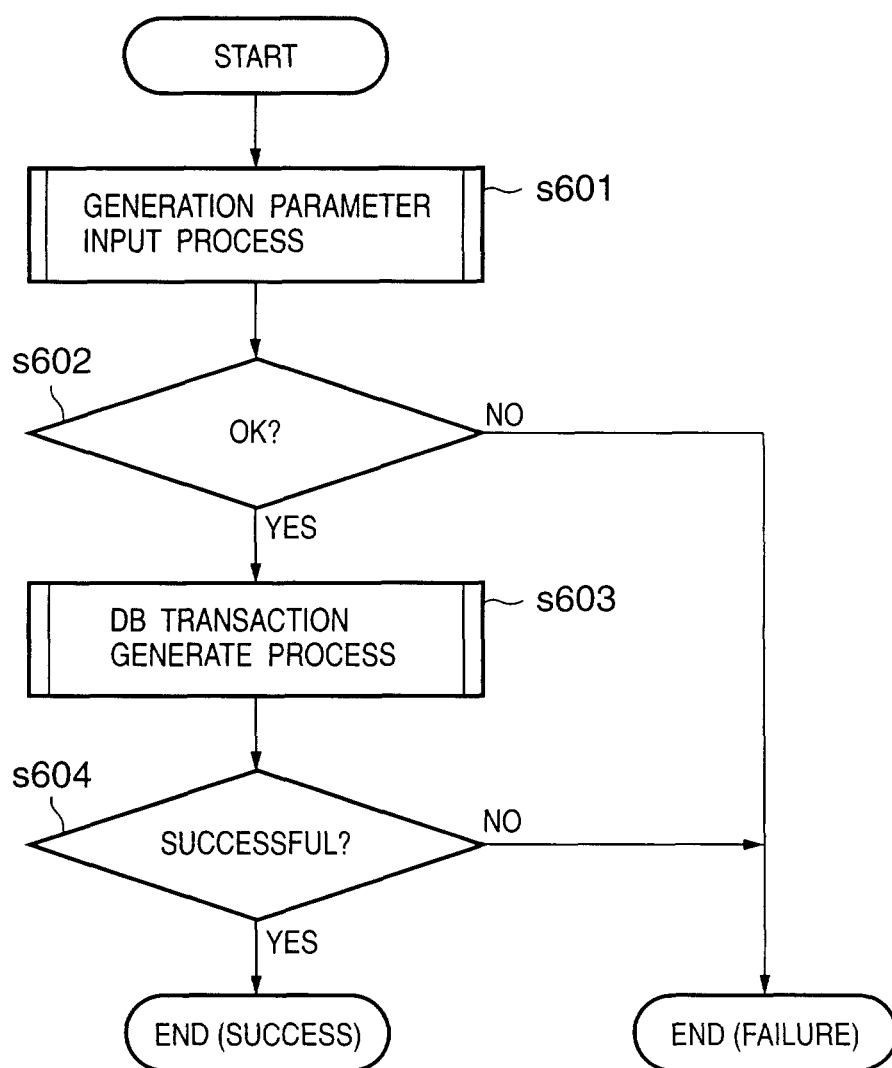 START
GENERATION PARAMETER
INPUT PROCESS
s601
s602
OK?
NO
YES
DB TRANSACTION
GENERATE PROCESS
s603
s604
SUCCESSFUL?
NO
YES
END (SUCCESS)
END (FAILURE)